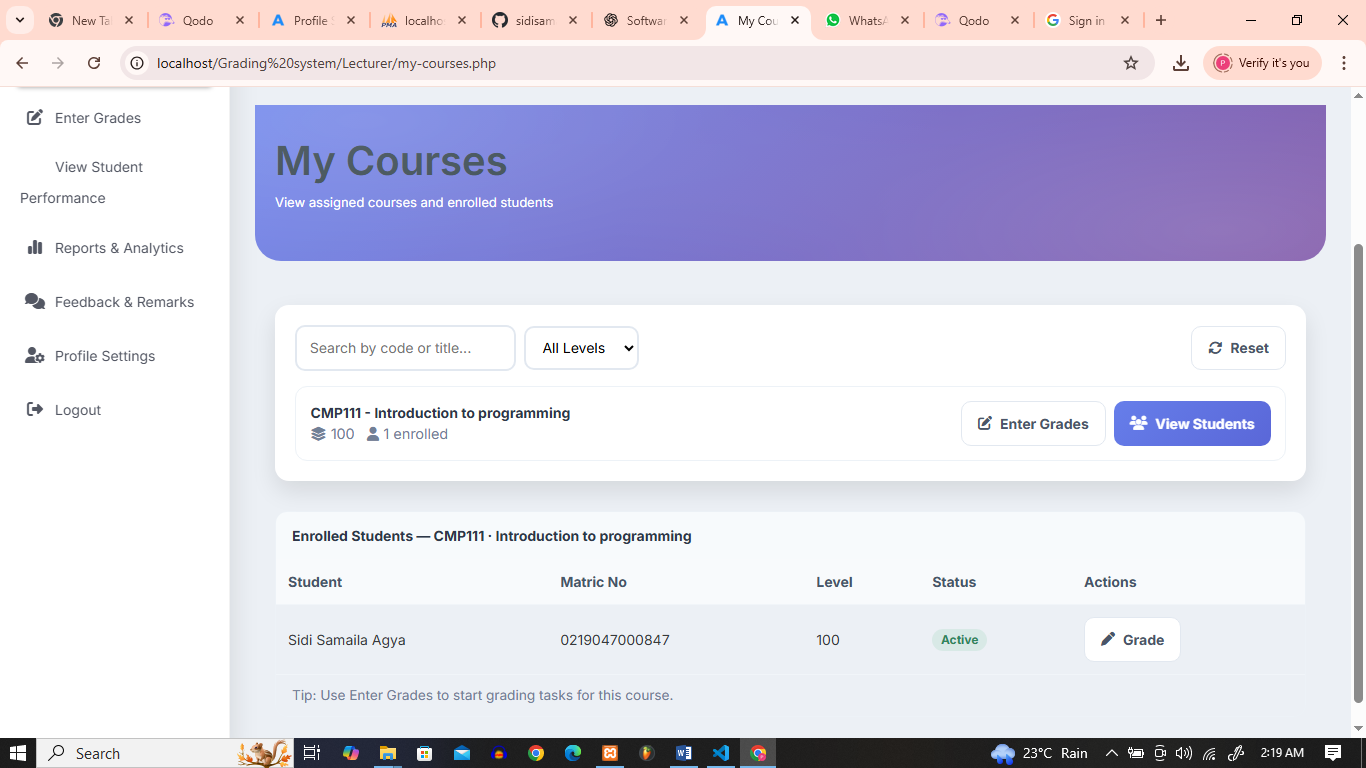 New Ta
Qodo
Profile S
localho
sidisam
Softwar
My Cou
WhatsA
Qodo
Sign in
localhost/Grading%20system/Lecturer/my-courses.php
Verify it's you
Enter Grades
View Student
Performance
Reports & Analytics
Feedback & Remarks
Profile Settings
Logout
My Courses
View assigned courses and enrolled students
Search by code or title...
All Levels
Reset
CMP111 - Introduction to programming
100 1 enrolled
Enter Grades
View Students
Enrolled Students — CMP111 · Introduction to programming
Student Matric No Level Status Actions
Sidi Samaila Agya 0219047000847 100 Active Grade
Tip: Use Enter Grades to start grading tasks for this course.
Search
23°C Rain
2:19 AM